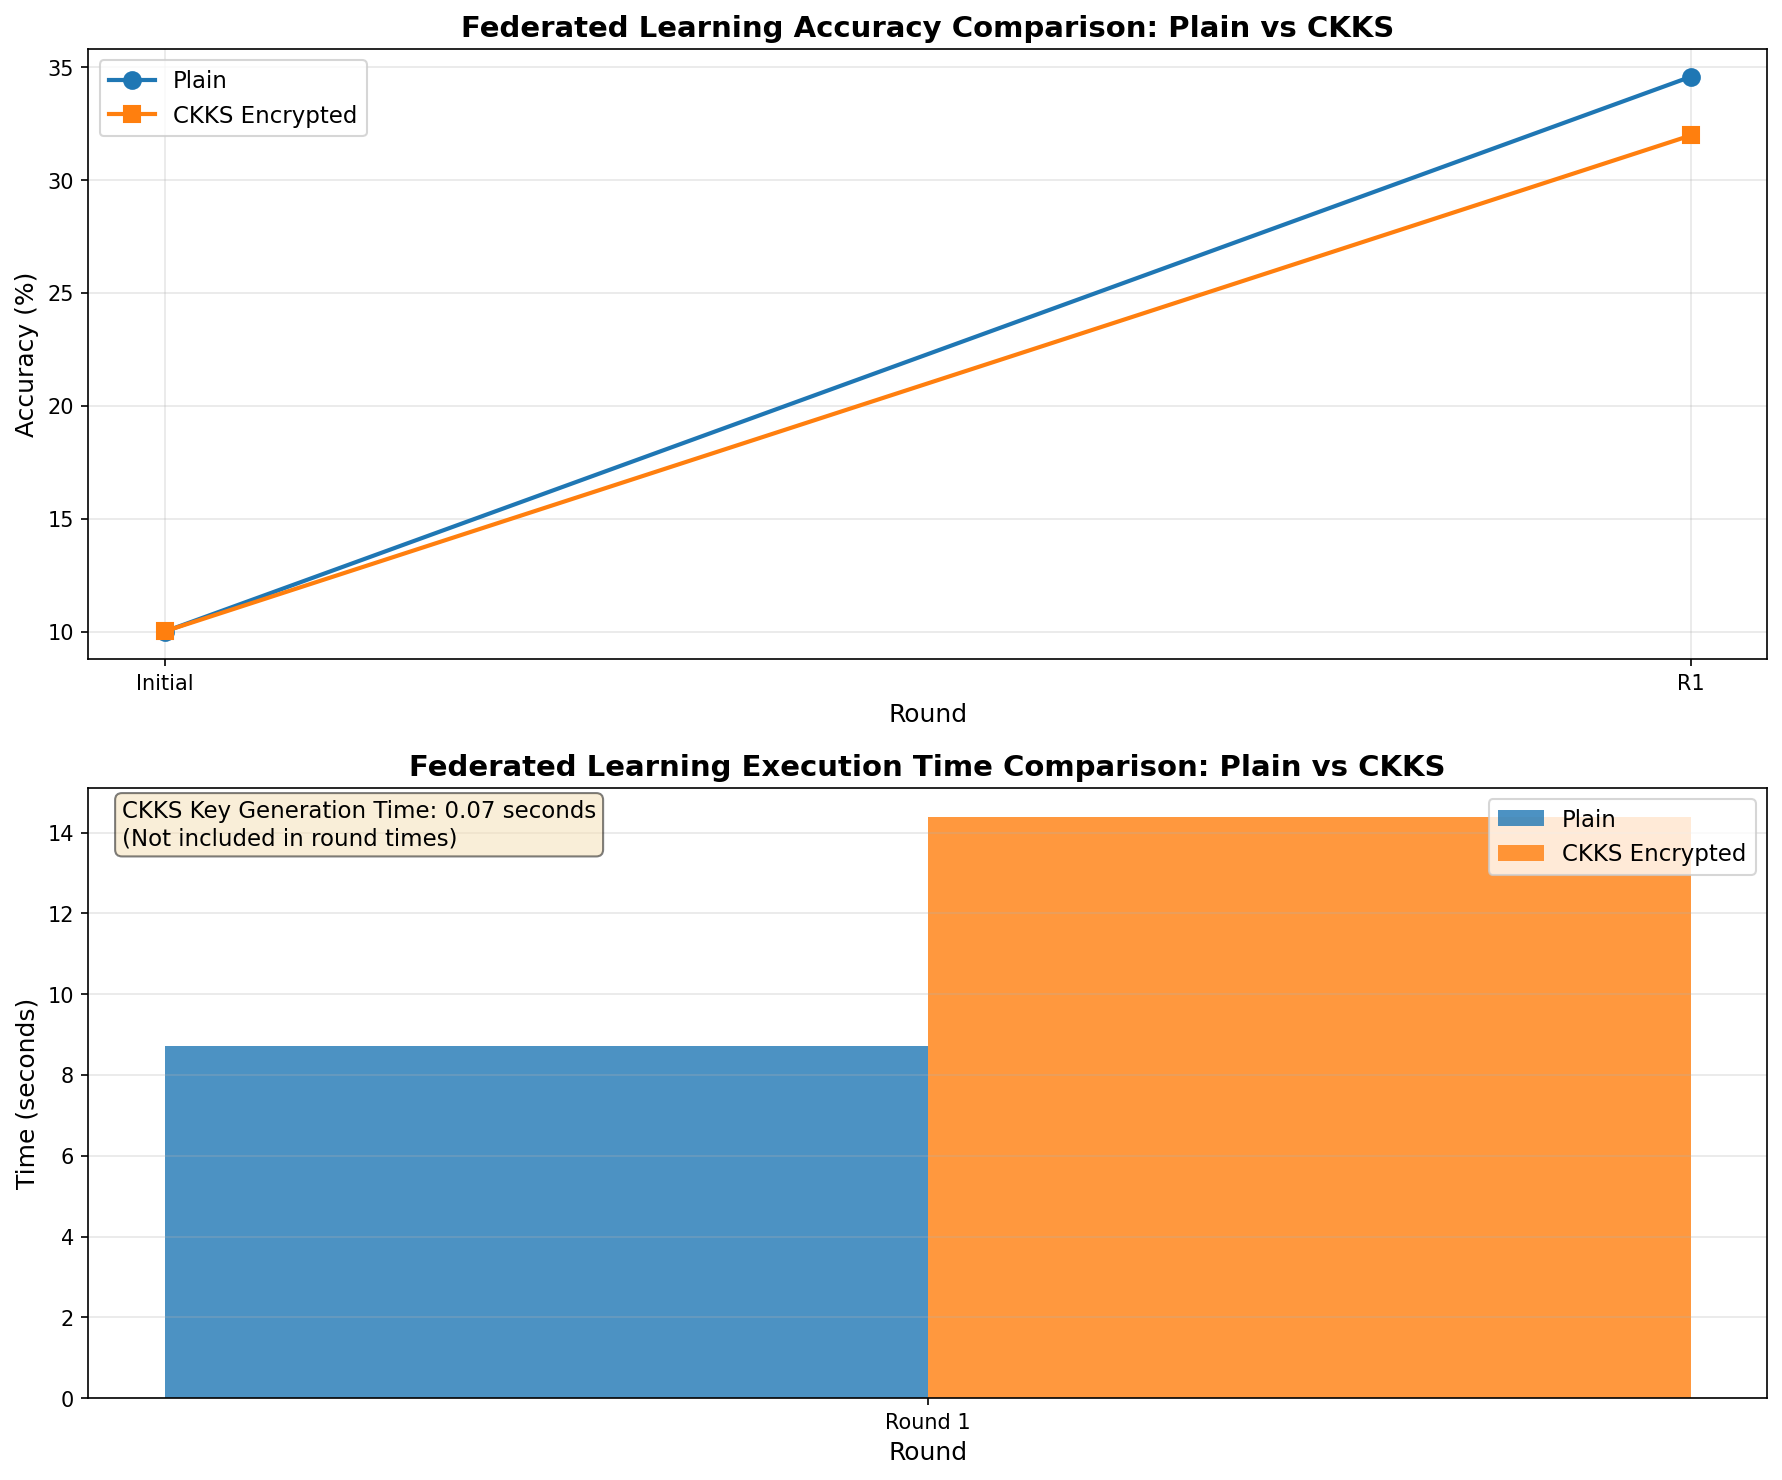 Federated Learning Accuracy Comparison: Plain vs CKKS
Plain
CKKS Encrypted
35
30
25
20
15
10
Accuracy (%)
Initial
R1
Round
Federated Learning Execution Time Comparison: Plain vs CKKS
CKKS Key Generation Time: 0.07 seconds
(Not included in round times)
Plain
CKKS Encrypted
14
12
10
8
6
4
2
0
Time (seconds)
Round 1
Round